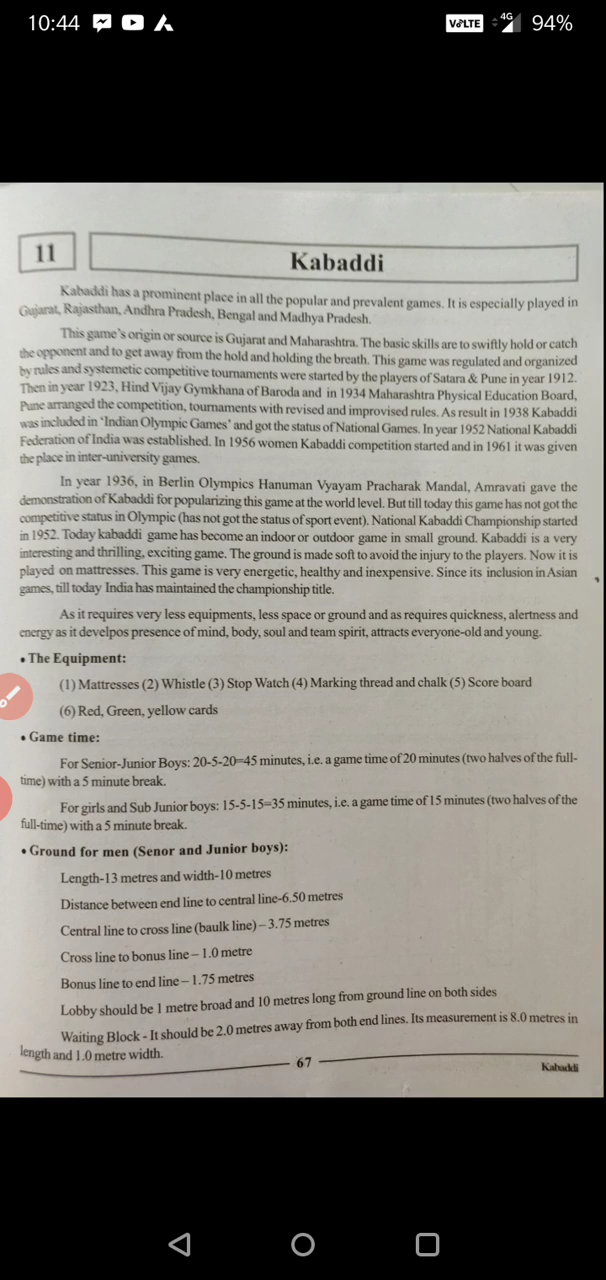 10:44
VoLTE 4G 94%
11
Kabaddi
Kabaddi has a prominent place in all the popular and prevalent games. It is especially played in
Gujarat, Rajasthan, Andhra Pradesh, Bengal and Madhya Pradesh.
This game's origin or source is Gujarat and Maharashtra. The basic skills are to swiftly hold or catch
the opponent and to get away from the hold and holding the breath. This game was regulated and organized
by rules and systemetic competitive tournaments were started by the players of Satara & Pune in year 1912.
Then in year 1923, Hind Vijay Gymkhana of Baroda and in 1934 Maharashtra Physical Education Board,
Pune arranged the competition, tournaments with revised and improvised rules. As result in 1938 Kabaddi
was included in 'Indian Olympic Games' and got the status of National Games. In year 1952 National Kabaddi
Federation of India was established. In 1956 women Kabaddi competition started and in 1961 it was given
the place in inter-university games.
In year 1936, in Berlin Olympics Hanuman Vyayam Pracharak Mandal, Amravati gave the
demonstration of Kabaddi for popularizing this game at the world level. But till today this game has not got the
competitive status in Olympic (has not got the status of sport event). National Kabaddi Championship started
in 1952. Today kabaddi game has become an indoor or outdoor game in small ground. Kabaddi is a very
interesting and thrilling, exciting game. The ground is made soft to avoid the injury to the players. Now it is
played on mattresses. This game is very energetic, healthy and inexpensive. Since its inclusion in Asian
games, till today India has maintained the championship title.
As it requires very less equipments, less space or ground and as requires quickness, alertness and
energy as it develpos presence of mind, body, soul and team spirit, attracts everyone-old and young.
• The Equipment:
(1) Mattresses (2) Whistle (3) Stop Watch (4) Marking thread and chalk (5) Score board
(6) Red, Green, yellow cards
• Game time:
For Senior-Junior Boys: 20-5-20=45 minutes, i.e. a game time of 20 minutes (two halves of the full-
time) with a 5 minute break.
For girls and Sub Junior boys: 15-5-15=35 minutes, i.e. a game time of 15 minutes (two halves of the
full-time) with a 5 minute break.
• Ground for men (Senor and Junior boys):
Length-13 metres and width-10 metres
Distance between end line to central line-6.50 metres
Central line to cross line (baulk line) – 3.75 metres
Cross line to bonus line – 1.0 metre
Bonus line to end line – 1.75 metres
Lobby should be 1 metre broad and 10 metres long from ground line on both sides
Waiting Block - It should be 2.0 metres away from both end lines. Its measurement is 8.0 metres in
length and 1.0 metre width.
67
Kabaddi